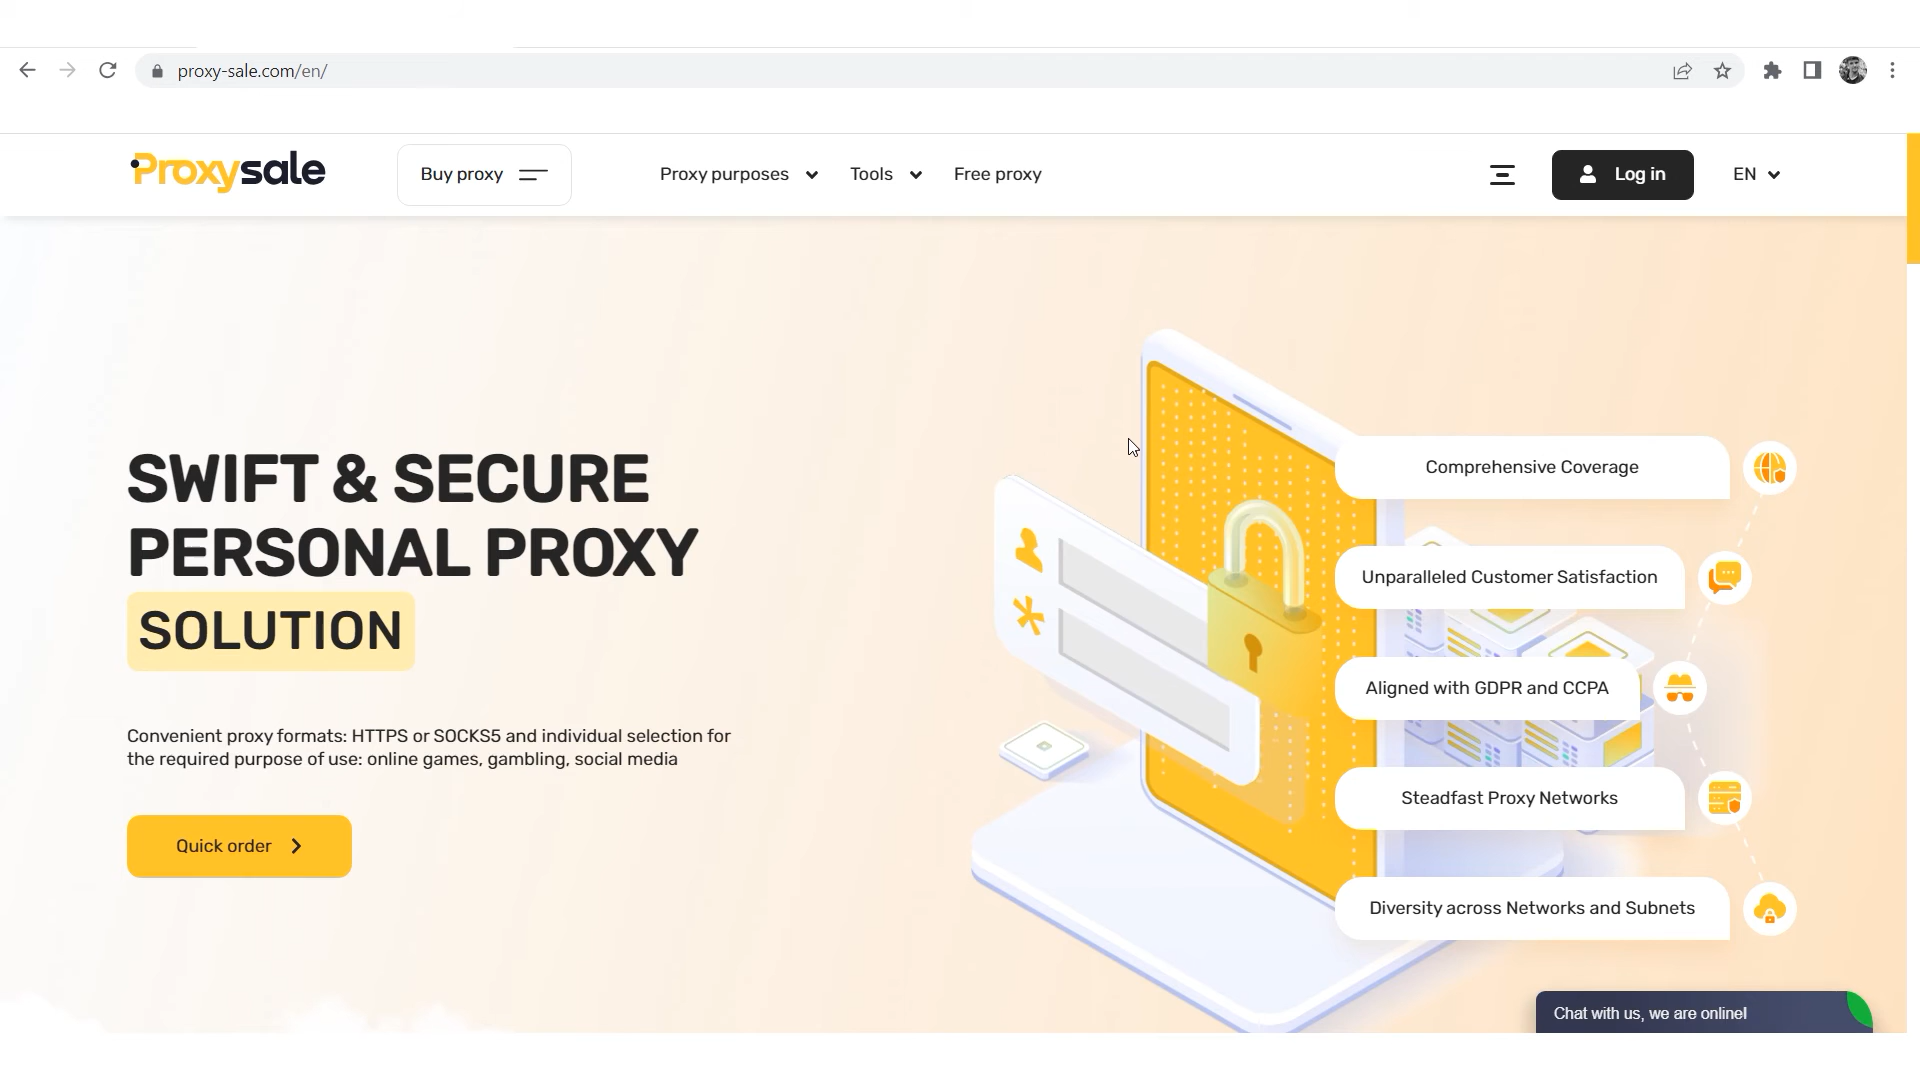 proxy-sale.com/en/
Proxysale
Buy proxy
Proxy purposes
Tools
Free proxy
Log in
EN
SWIFT & SECURE
PERSONAL PROXY
SOLUTION
Convenient proxy formats: HTTPS or SOCKS5 and individual selection for
the required purpose of use: online games, gambling, social media
Quick order
Comprehensive Coverage
Unparalleled Customer Satisfaction
Aligned with GDPR and CCPA
Steadfast Proxy Networks
Diversity across Networks and Subnets
Chat with us, we are online!